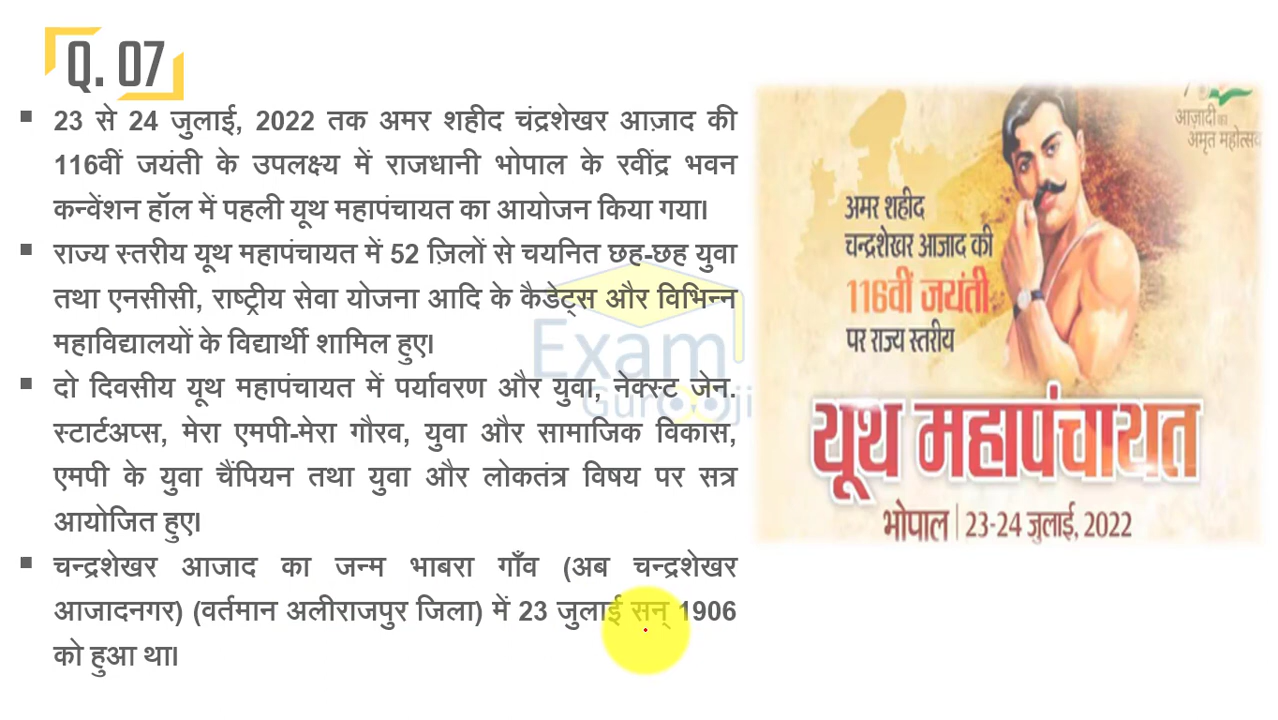 Q. 07
▪ 23 से 24 जुलाई, 2022 तक अमर शहीद चंद्रशेखर आज़ाद की
116वीं जयंती के उपलक्ष्य में राजधानी भोपाल के रवींद्र भवन
कन्वेंशन हॉल में पहली यूथ महापंचायत का आयोजन किया गया।
▪ राज्य स्तरीय यूथ महापंचायत में 52 ज़िलों से चयनित छह-छह युवा
तथा एनसीसी, राष्ट्रीय सेवा योजना आदि के कैडेट्स और विभिन्न
महाविद्यालयों के विद्यार्थी शामिल हुए।
▪ दो दिवसीय यूथ महापंचायत में पर्यावरण और युवा, नेक्स्ट जेन.
स्टार्टअप्स, मेरा एमपी-मेरा गौरव, युवा और सामाजिक विकास,
एमपी के युवा चैंपियन तथा युवा और लोकतंत्र विषय पर सत्र
आयोजित हुए।
▪ चन्द्रशेखर आजाद का जन्म भाबरा गाँव (अब चन्द्रशेखर
आजादनगर) (वर्तमान अलीराजपुर जिला) में 23 जुलाई सन् 1906
को हुआ था।
Exam
Gurooji
आज़ादी का
अमृत महोत्सव
अमर शहीद
चन्द्रशेखर आजाद की
116वीं जयंती
पर राज्य स्तरीय
यूथ महापंचायत
भोपाल | 23-24 जुलाई, 2022